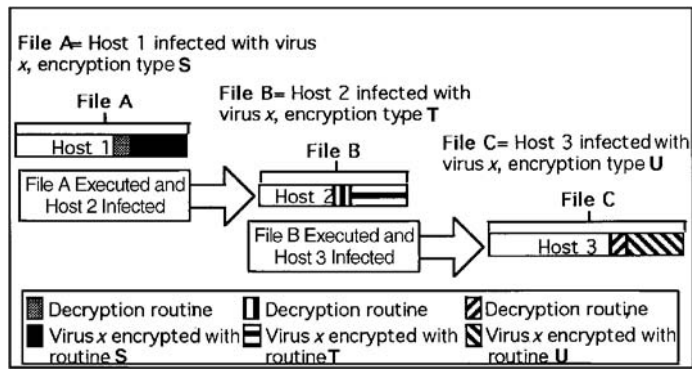 File A= Host 1 infected with virus
x, encryption type S
File A
Host 1
File B= Host 2 infected with
virus x, encryption type T
File B
Host 2
File C= Host 3 infected with
virus x, encryption type U
File C
Host 3
File A Executed and
Host 2 Infected
File B Executed and
Host 3 Infected
Decryption routine
Virus x encrypted with
routine S
Decryption routine
Virus x encrypted with
routine T
Decryption routine
Virus x encrypted with
routine U